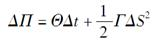 ΔΠ = ΘΔt + 1/2 ΓΔS²